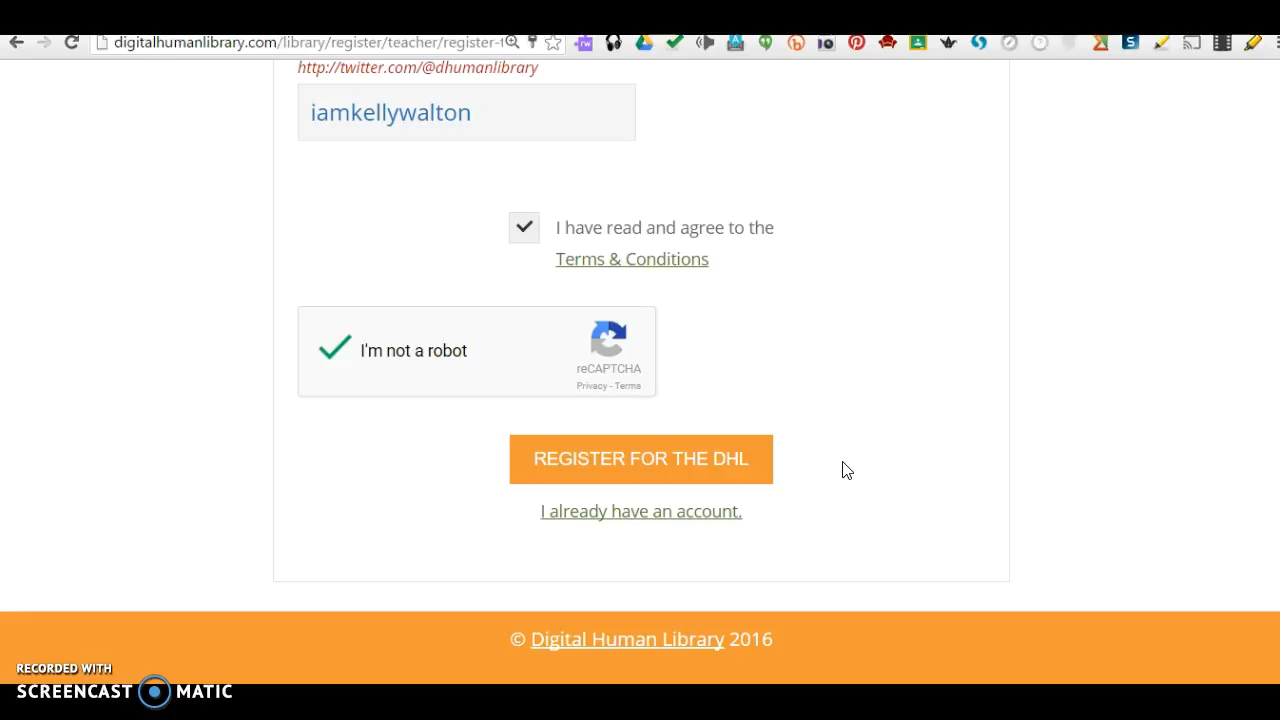 digitalhumanlibrary.com/library/register/teacher/register-t
http://twitter.com/@dhumanlibrary
iamkellywalton
I have read and agree to the
Terms & Conditions
I'm not a robot
reCAPTCHA
Privacy - Terms
REGISTER FOR THE DHL
I already have an account.
© Digital Human Library 2016
RECORDED WITH
SCREENCAST MATIC